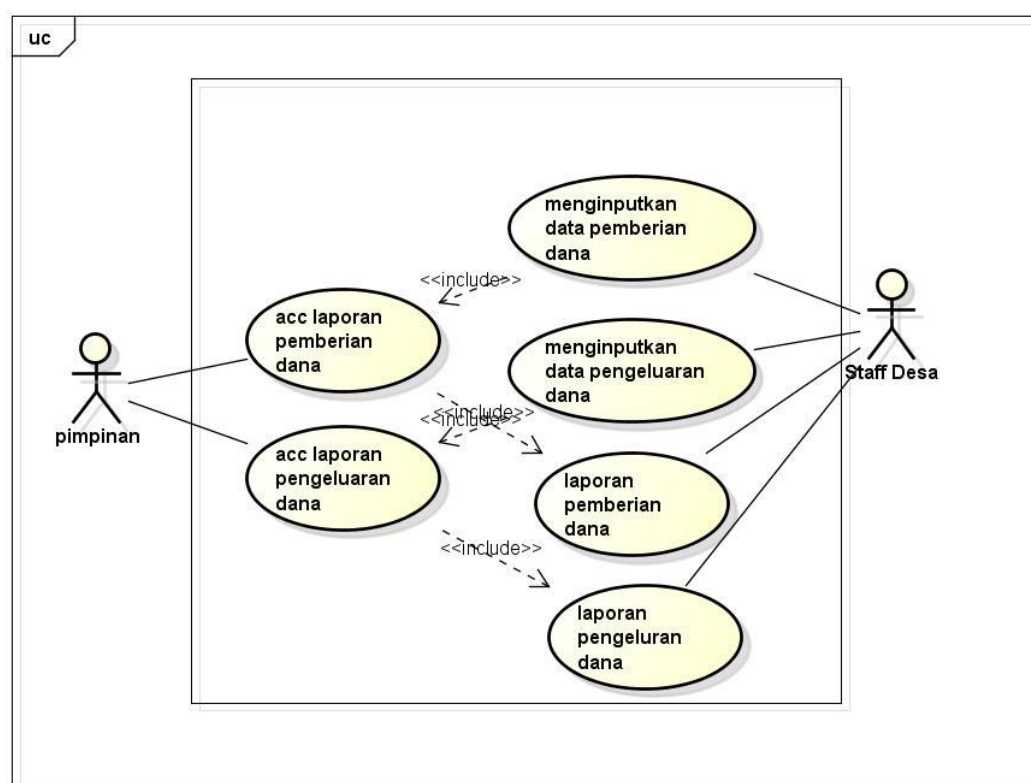 uc
menginputkan
data pemberian
dana
<<include>>
acc laporan
pemberian
dana
menginputkan
data pengeluaran
dana
Staff Desa
pimpinan
<<include>>
<<include>>
acc laporan
pengeluaran
dana
laporan
pemberian
dana
<<include>>
laporan
pengeluran
dana